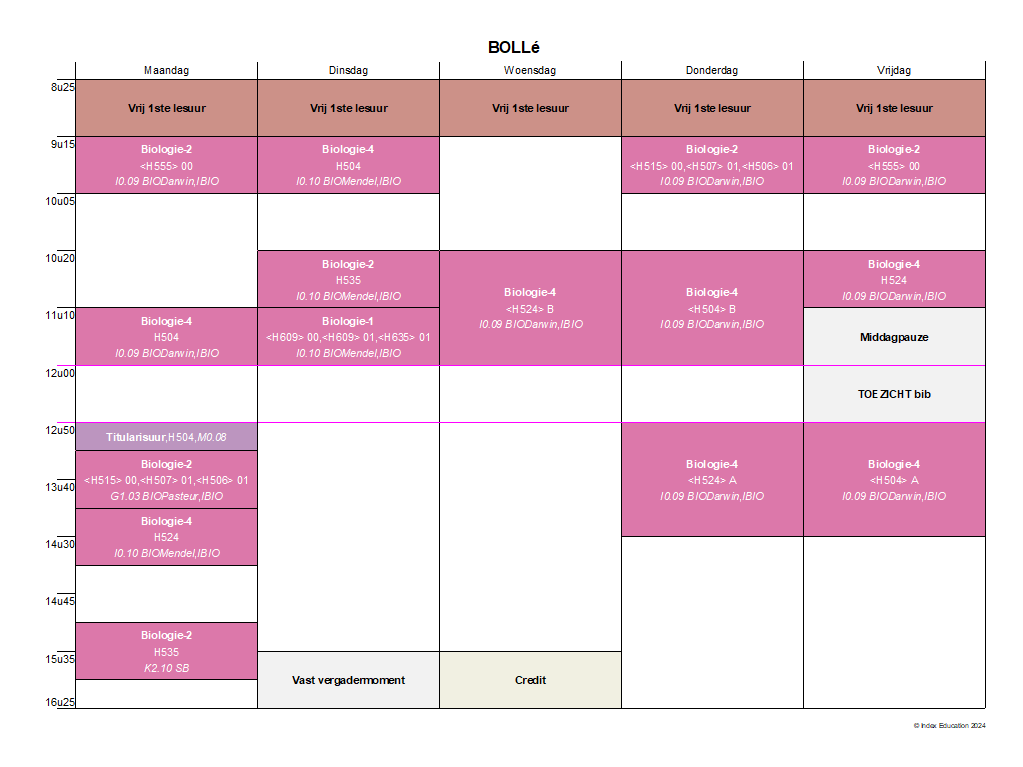 BOLLé
Maandag Dinsdag Woensdag Donderdag Vrijdag
8u25
Vrij 1ste lesuur Vrij 1ste lesuur Vrij 1ste lesuur Vrij 1ste lesuur Vrij 1ste lesuur
9u15
Biologie-2 Biologie-4 Biologie-2 Biologie-2
<H555> 00 H504 <H515> 00,<H507> 01,<H506> 01 <H555> 00
I0.09 BIODarwin,IBIO I0.10 BIOMendel,IBIO I0.09 BIODarwin,IBIO I0.09 BIODarwin,IBIO
10u05
10u20
Biologie-2 Biologie-4
H535 H524
I0.10 BIOMendel,IBIO I0.09 BIODarwin,IBIO
Biologie-4 Biologie-4
<H524> B <H504> B
I0.09 BIODarwin,IBIO I0.09 BIODarwin,IBIO
11u10
Biologie-4 Biologie-1
H504 <H609> 00,<H609> 01,<H635> 01 Middagpauze
I0.09 BIODarwin,IBIO I0.10 BIOMendel,IBIO
12u00
TOEZICHT bib
12u50
Titularisuur,H504,M0.08
Biologie-2 Biologie-4 Biologie-4
<H515> 00,<H507> 01,<H506> 01 <H524> A <H504> A
13u40
G1.03 BIOPasteur,IBIO I0.09 BIODarwin,IBIO I0.09 BIODarwin,IBIO
Biologie-4
H524
14u30
I0.10 BIOMendel,IBIO
14u45
Biologie-2
H535
15u35
K2.10 SB
Vast vergadermoment Credit
16u25
© Index Education 2024